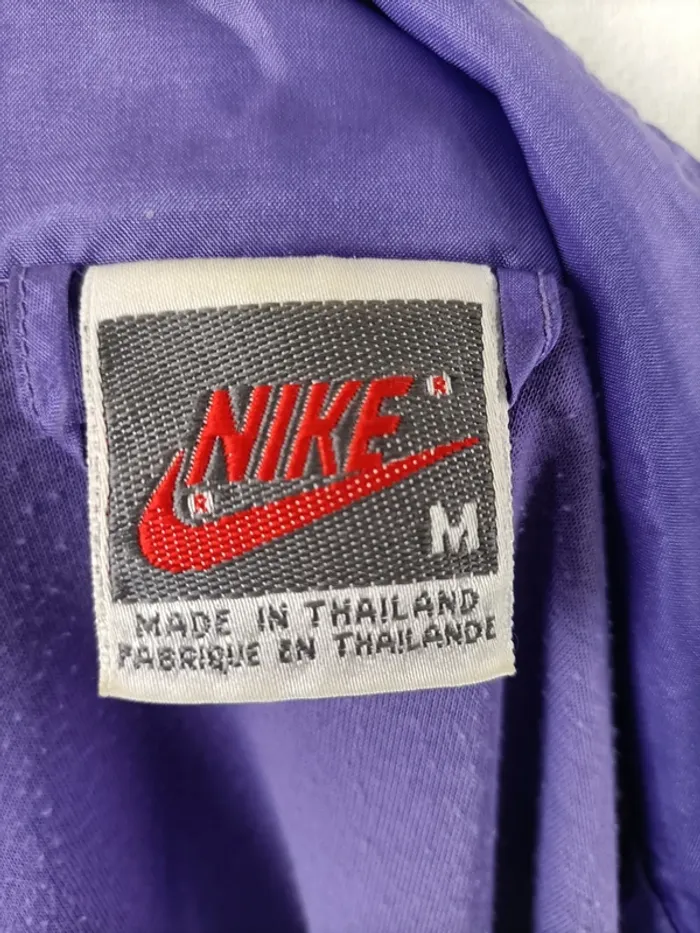 NIKE ®
®
M
MADE IN THAILAND
FABRIQUE EN THAILANDE